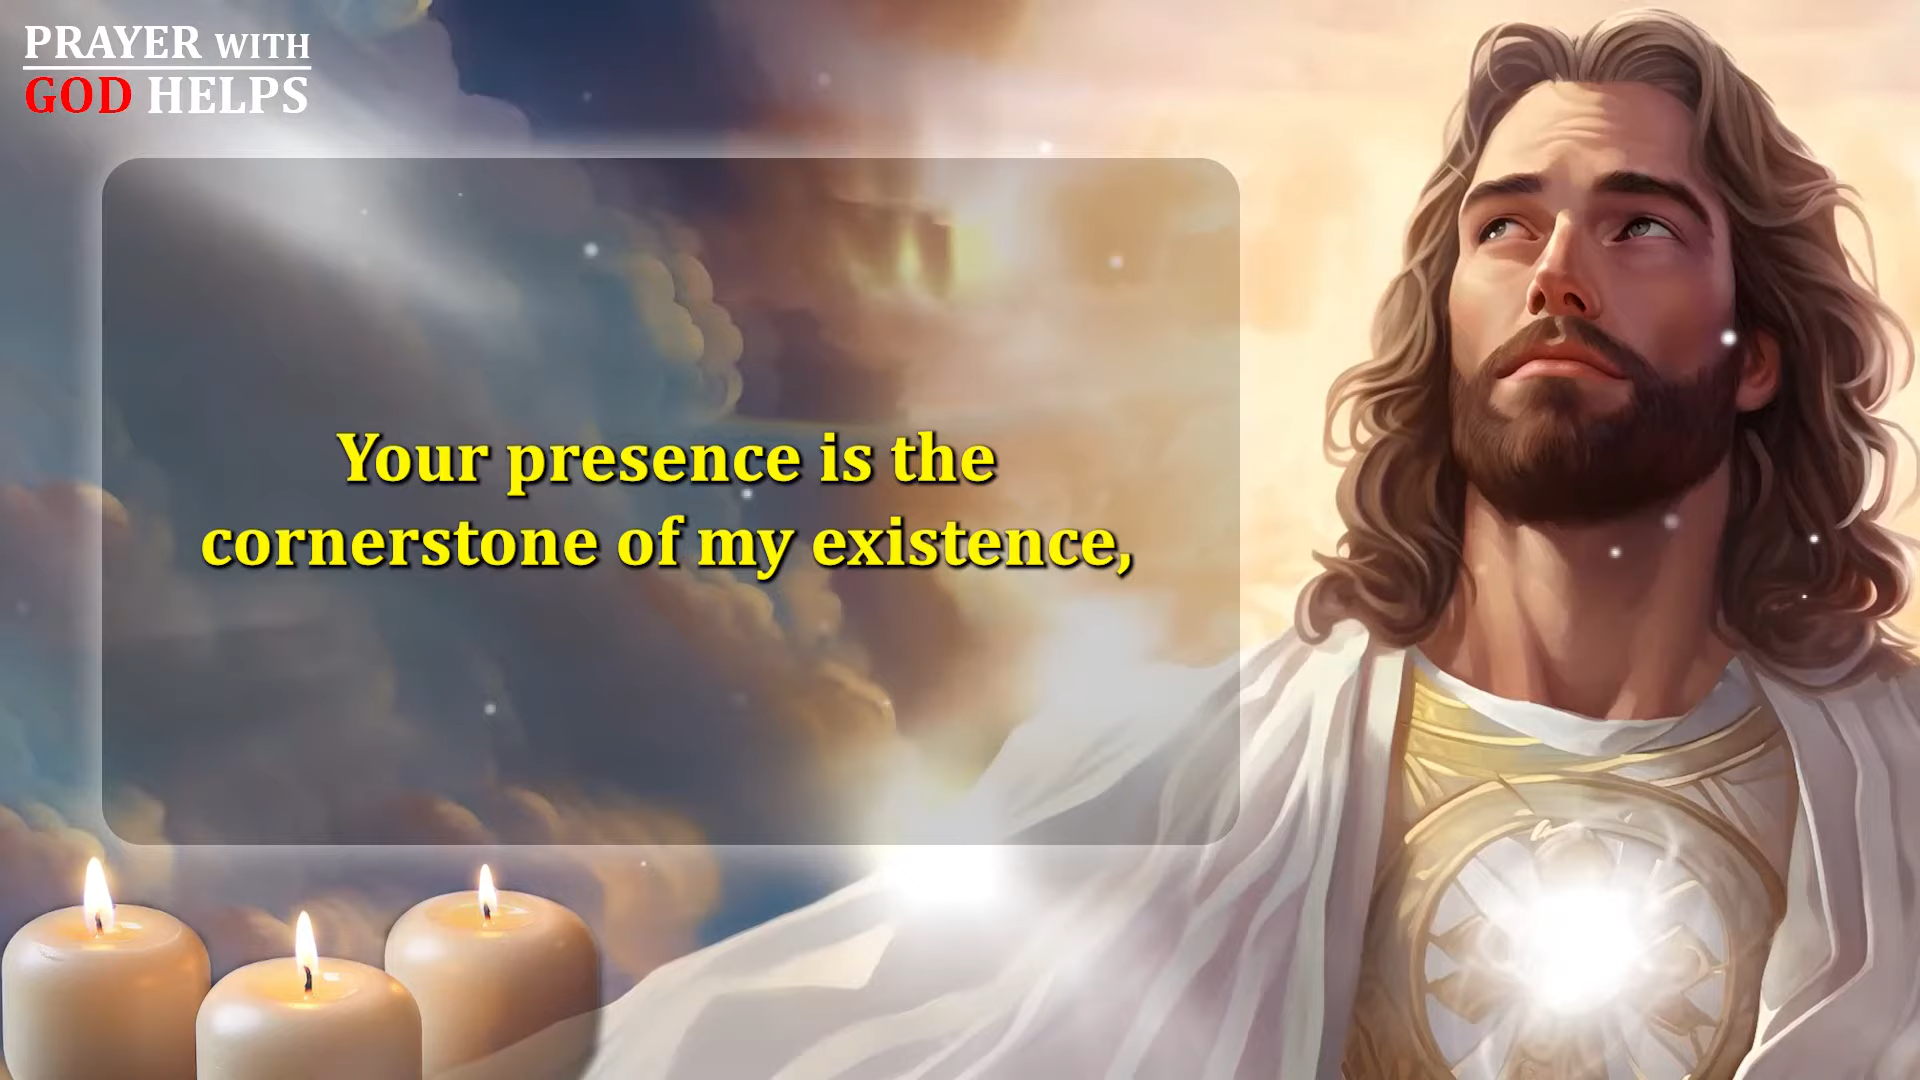 PRAYER WITH
GOD HELPS
Your presence is the
cornerstone of my existence,